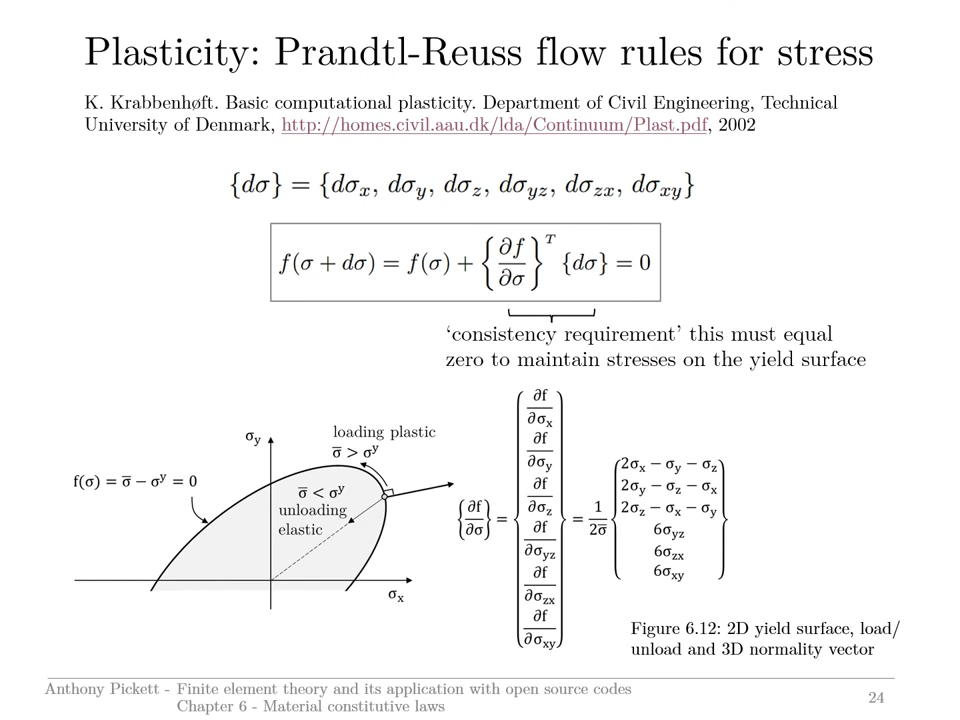 Plasticity: Prandtl-Reuss flow rules for stress
K. Krabbenhøft. Basic computational plasticity. Department of Civil Engineering, Technical
University of Denmark, http://homes.civil.aau.dk/lda/Continuum/Plast.pdf, 2002
{dσ} = {dσx, dσy, dσz, dσyz, dσzx, dσxy}
f(σ + dσ) = f(σ) + {∂f/∂σ}^T {dσ} = 0
‘consistency requirement’ this must equal
zero to maintain stresses on the yield surface
σy
loading plastic
σ̅ > σ^y
f(σ) = σ̅ − σ^y = 0
σ̅ < σ^y
unloading
elastic
σx
{∂f/∂σ} = {∂f/∂σx ∂f/∂σy ∂f/∂σz ∂f/∂σyz ∂f/∂σzx ∂f/∂σxy} = 1/2σ̅ {2σx − σy − σz
2σy − σz − σx
2σz − σx − σy
6σyz
6σzx
6σxy}
Figure 6.12: 2D yield surface, load/
unload and 3D normality vector
Anthony Pickett - Finite element theory and its application with open source codes
Chapter 6 - Material constitutive laws
24